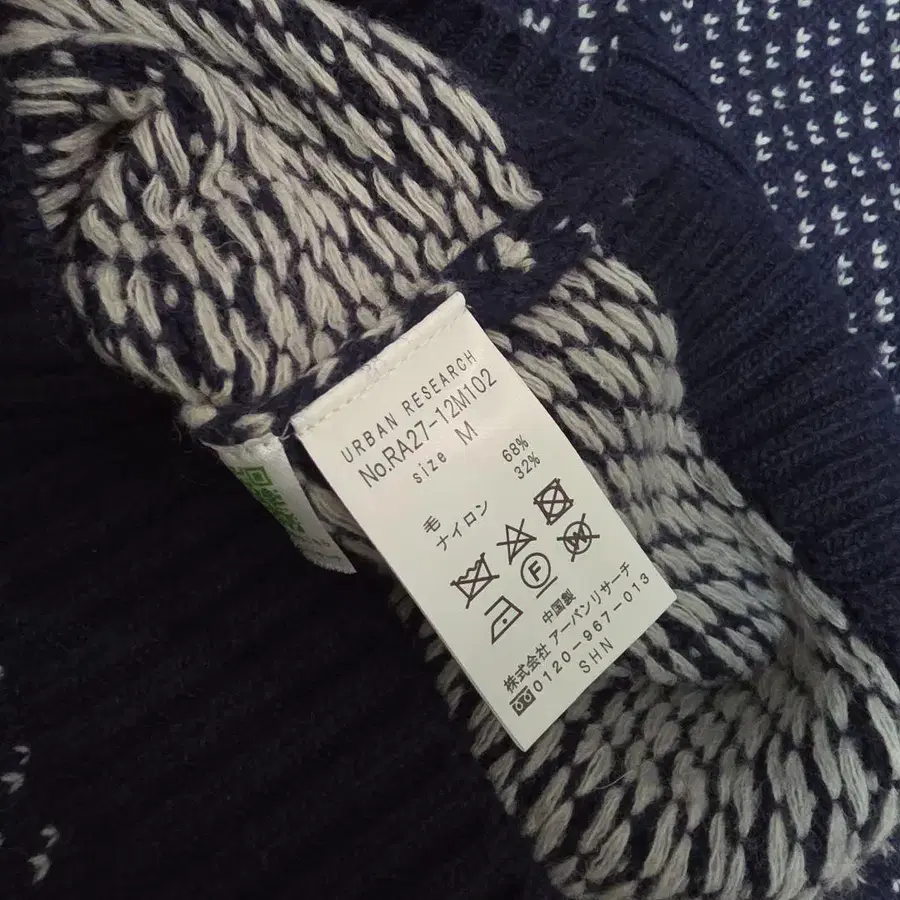 URBAN RESEARCH
No.RA27-12M102
size M
毛 68%
ナイロン 32%
F
W
中国製
株式会社 アーバンリサーチ
0120-967-013
SHN